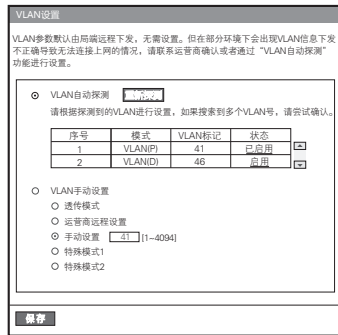 VLAN设置
VLAN参数默认由局端远程下发，无需设置。但在部分环境下会出现VLAN信息下发
不正确导致无法连接上网的情况，请联系运营商确认或者通过“VLAN自动探测”
功能进行设置。
VLAN自动探测
请根据探测到的VLAN进行设置，如果搜索到多个VLAN号，请尝试确认。
序号 模式 VLAN标记 状态
1 VLAN(P) 41 已启用
2 VLAN(D) 46 启用
VLAN手动设置
透传模式
运营商远程设置
手动设置 41 [1~4094]
特殊模式1
特殊模式2
保存